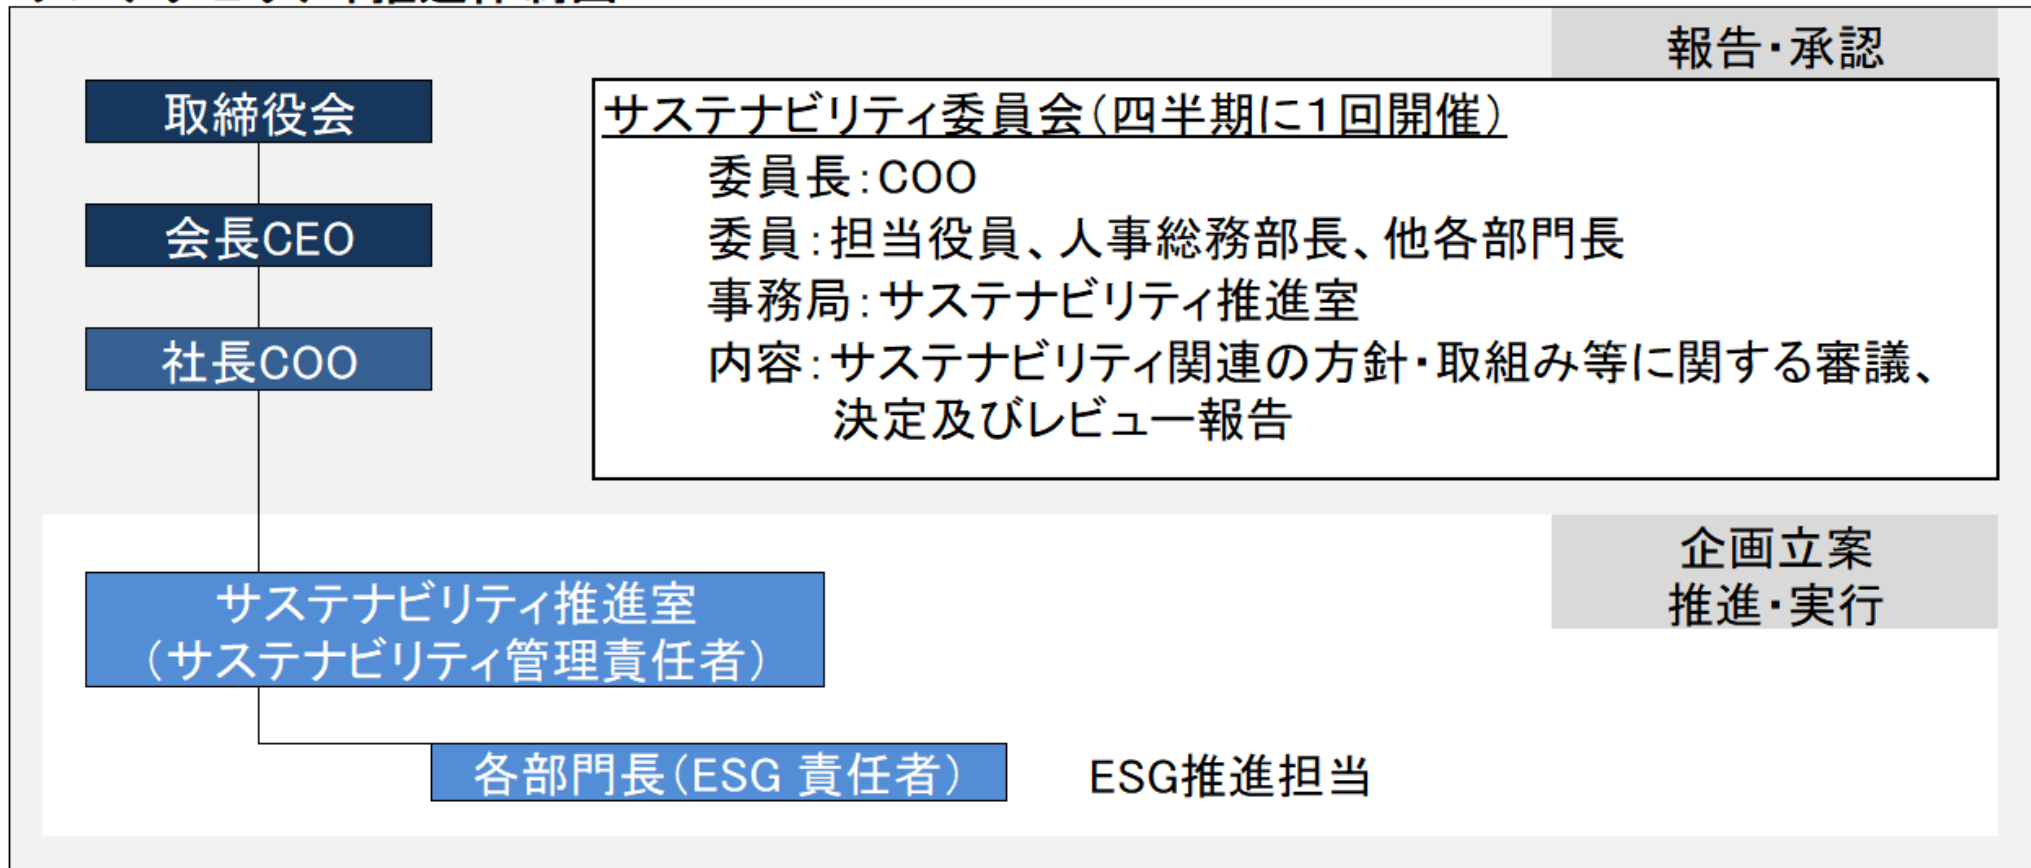 報告・承認
取締役会
会長CEO
社長COO
サステナビリティ委員会（四半期に１回開催）
委員長：COO
委員：担当役員、人事総務部長、他各部門長
事務局：サステナビリティ推進室
内容：サステナビリティ関連の方針・取組み等に関する審議、
決定及びレビュー報告
企画立案
推進・実行
サステナビリティ推進室
（サステナビリティ管理責任者）
各部門長（ESG 責任者）
ESG推進担当